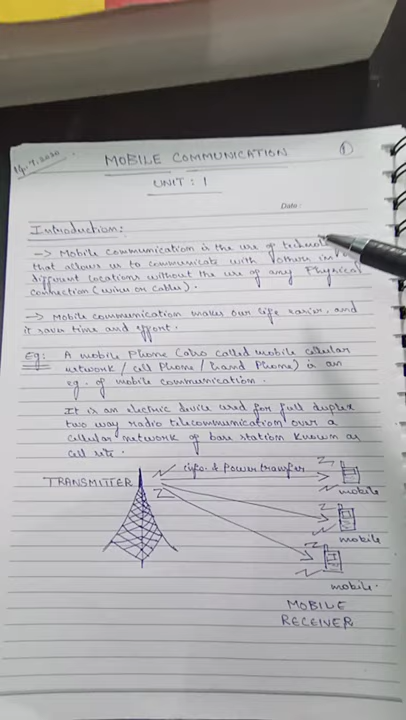 MOBILE COMMUNICATION
UNIT : 1
Date :
Introduction:
→ Mobile communication is the use of
that allows us to communicate with others in
different locations without the use of any Physical
connection (wires or cables).
→ Mobile communication makes our life easier, and
it saves time and effort.
Eg: A mobile Phone (also called mobile cellular
network / cell Phone / hand Phone) is an
eg. of mobile communication.
It is an electric device used for full duplex
two way radio telecommunication over a
cellular network of base station known as
cell site.
TRANSMITTER
info. & power transfer
mobile
mobile
mobile.
MOBILE
RECEIVER